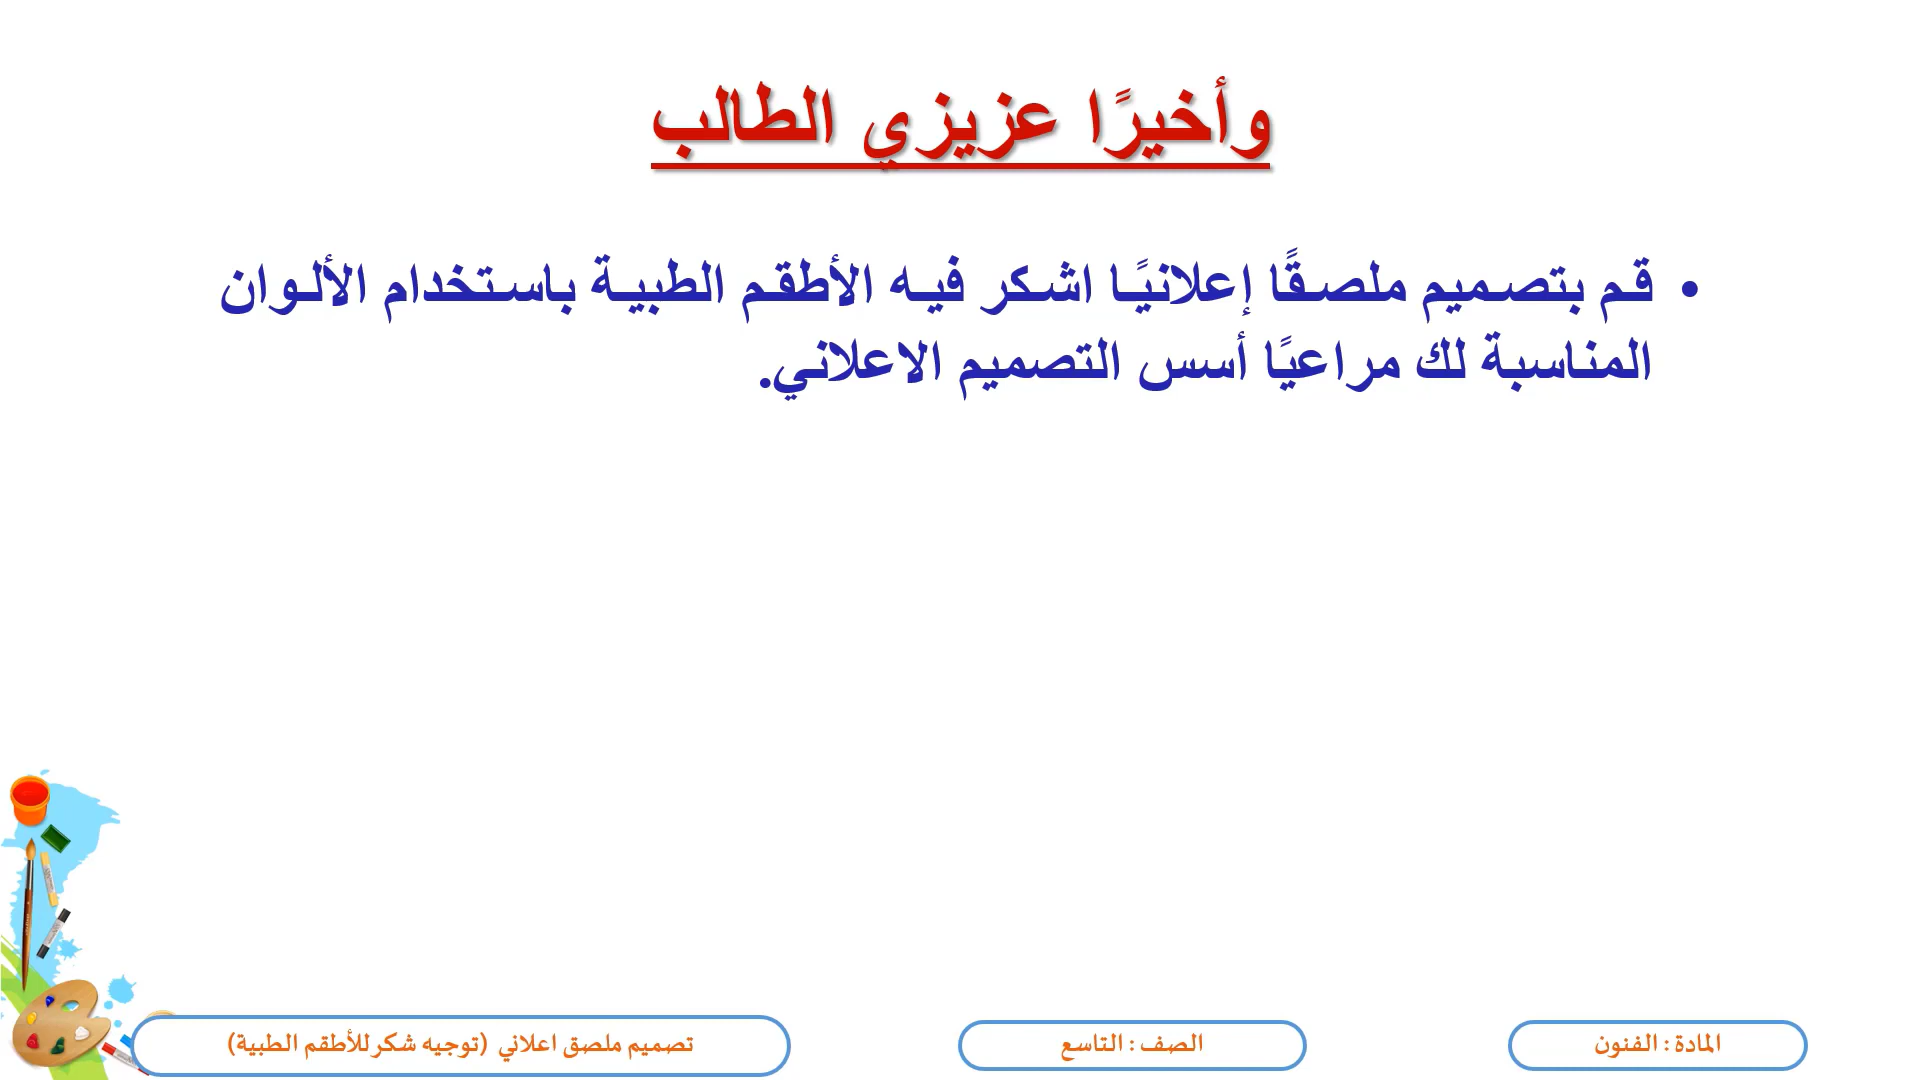 وأخيرًا عزيزي الطالب
• قم بتصميم ملصقًا إعلانيًا اشكر فيه الأطقم الطبية باستخدام الألوان
المناسبة لك مراعيًا أسس التصميم الاعلاني.
المادة : الفنون
الصف : التاسع
تصميم ملصق اعلاني (توجيه شكر للأطقم الطبية)